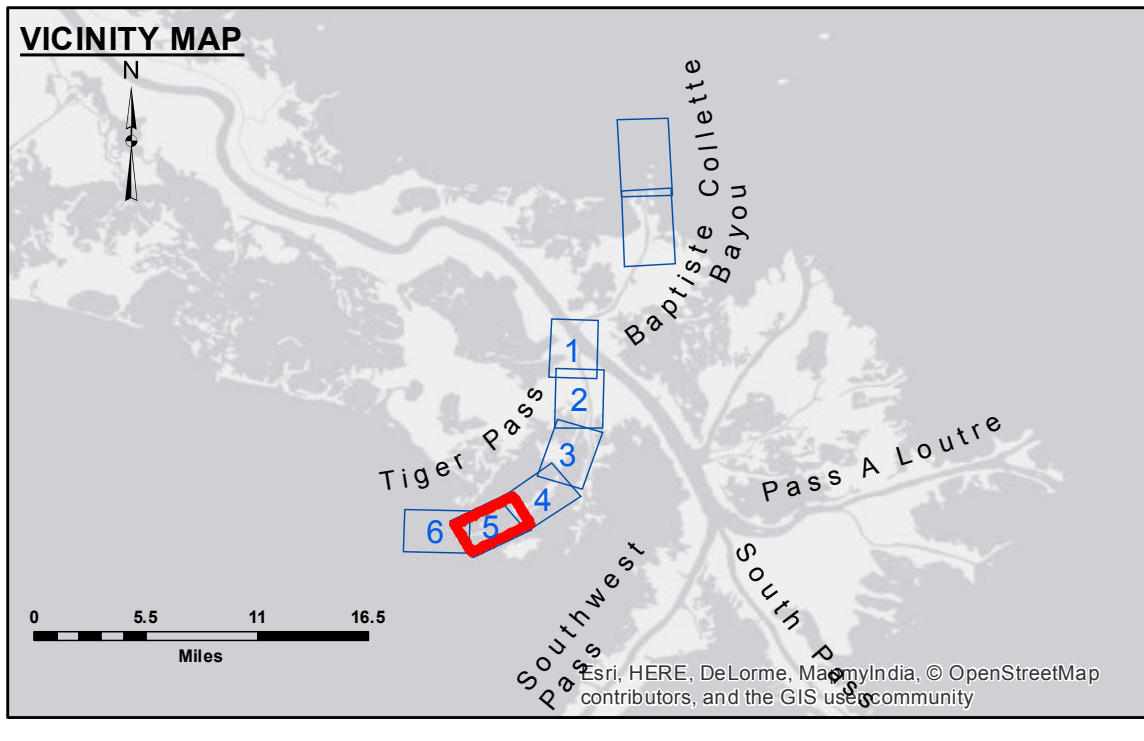 VICINITY MAP
N
Baptiste Collette
Bayou
1
2
Tiger Pass
3
Pass A Loutre
4
5
6
Southwest
Pass
South Pass
0 5.5 11 16.5
Miles
Esri, HERE, DeLorme, MapmyIndia, © OpenStreetMap
contributors, and the GIS user community